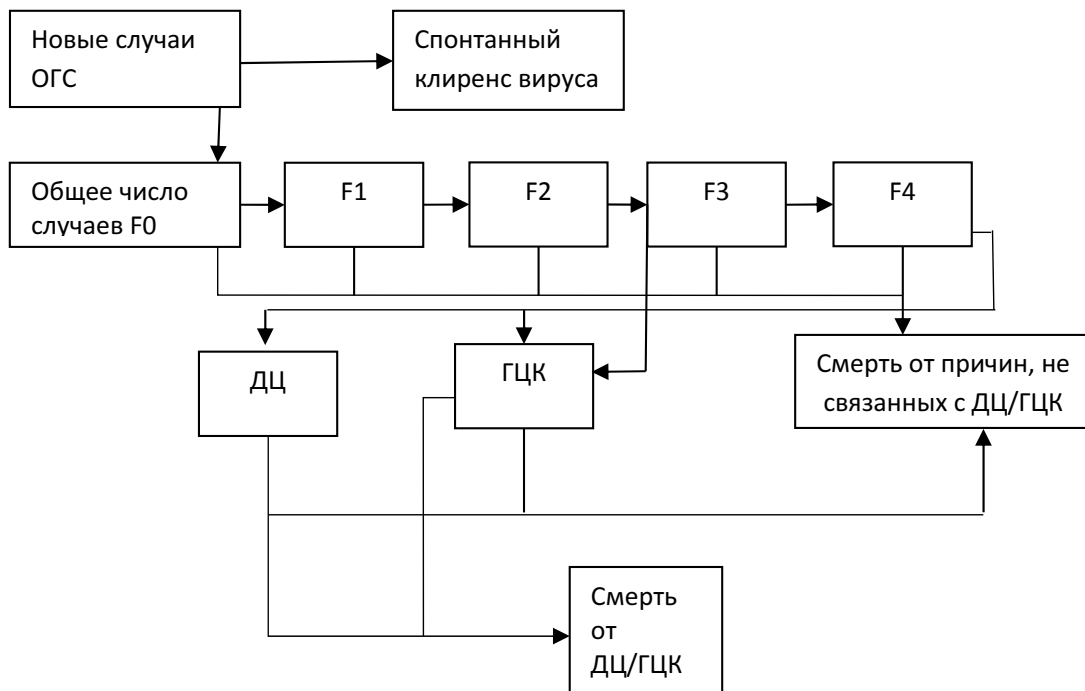 Новые случаи
ОГС
Спонтанный
клиренс вируса
Общее число
случаев F0
F1
F2
F3
F4
ДЦ
ГЦК
Смерть от причин, не
связанных с ДЦ/ГЦК
Смерть
от
ДЦ/ГЦК